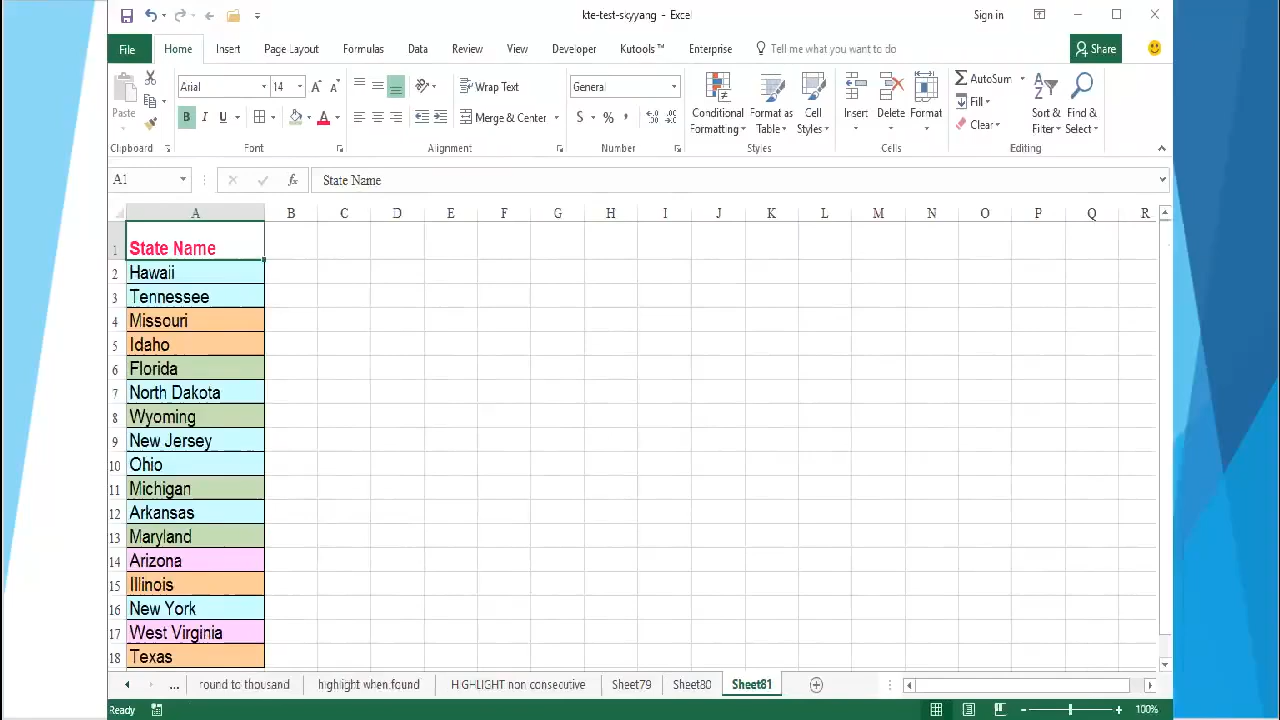 kte-test-skyyang - Excel
Sign in
File Home Insert Page Layout Formulas Data Review View Developer Kutools ™ Enterprise Tell me what you want to do Share
Arial 14 Wrap Text General AutoSum
Paste B I U Merge & Center $ % Conditional Formatting Format as Table Cell Styles Insert Delete Format Fill Clear Sort & Filter Find & Select
Clipboard Font Alignment Number Styles Cells Editing
A1 fx State Name
A B C D E F G H I J K L M N O P Q R
1 State Name
2 Hawaii
3 Tennessee
4 Missouri
5 Idaho
6 Florida
7 North Dakota
8 Wyoming
9 New Jersey
10 Ohio
11 Michigan
12 Arkansas
13 Maryland
14 Arizona
15 Illinois
16 New York
17 West Virginia
18 Texas
... round to thousand highlight when.found HIGHLIGHT non consecutive Sheet79 Sheet80 Sheet81
Ready 100%